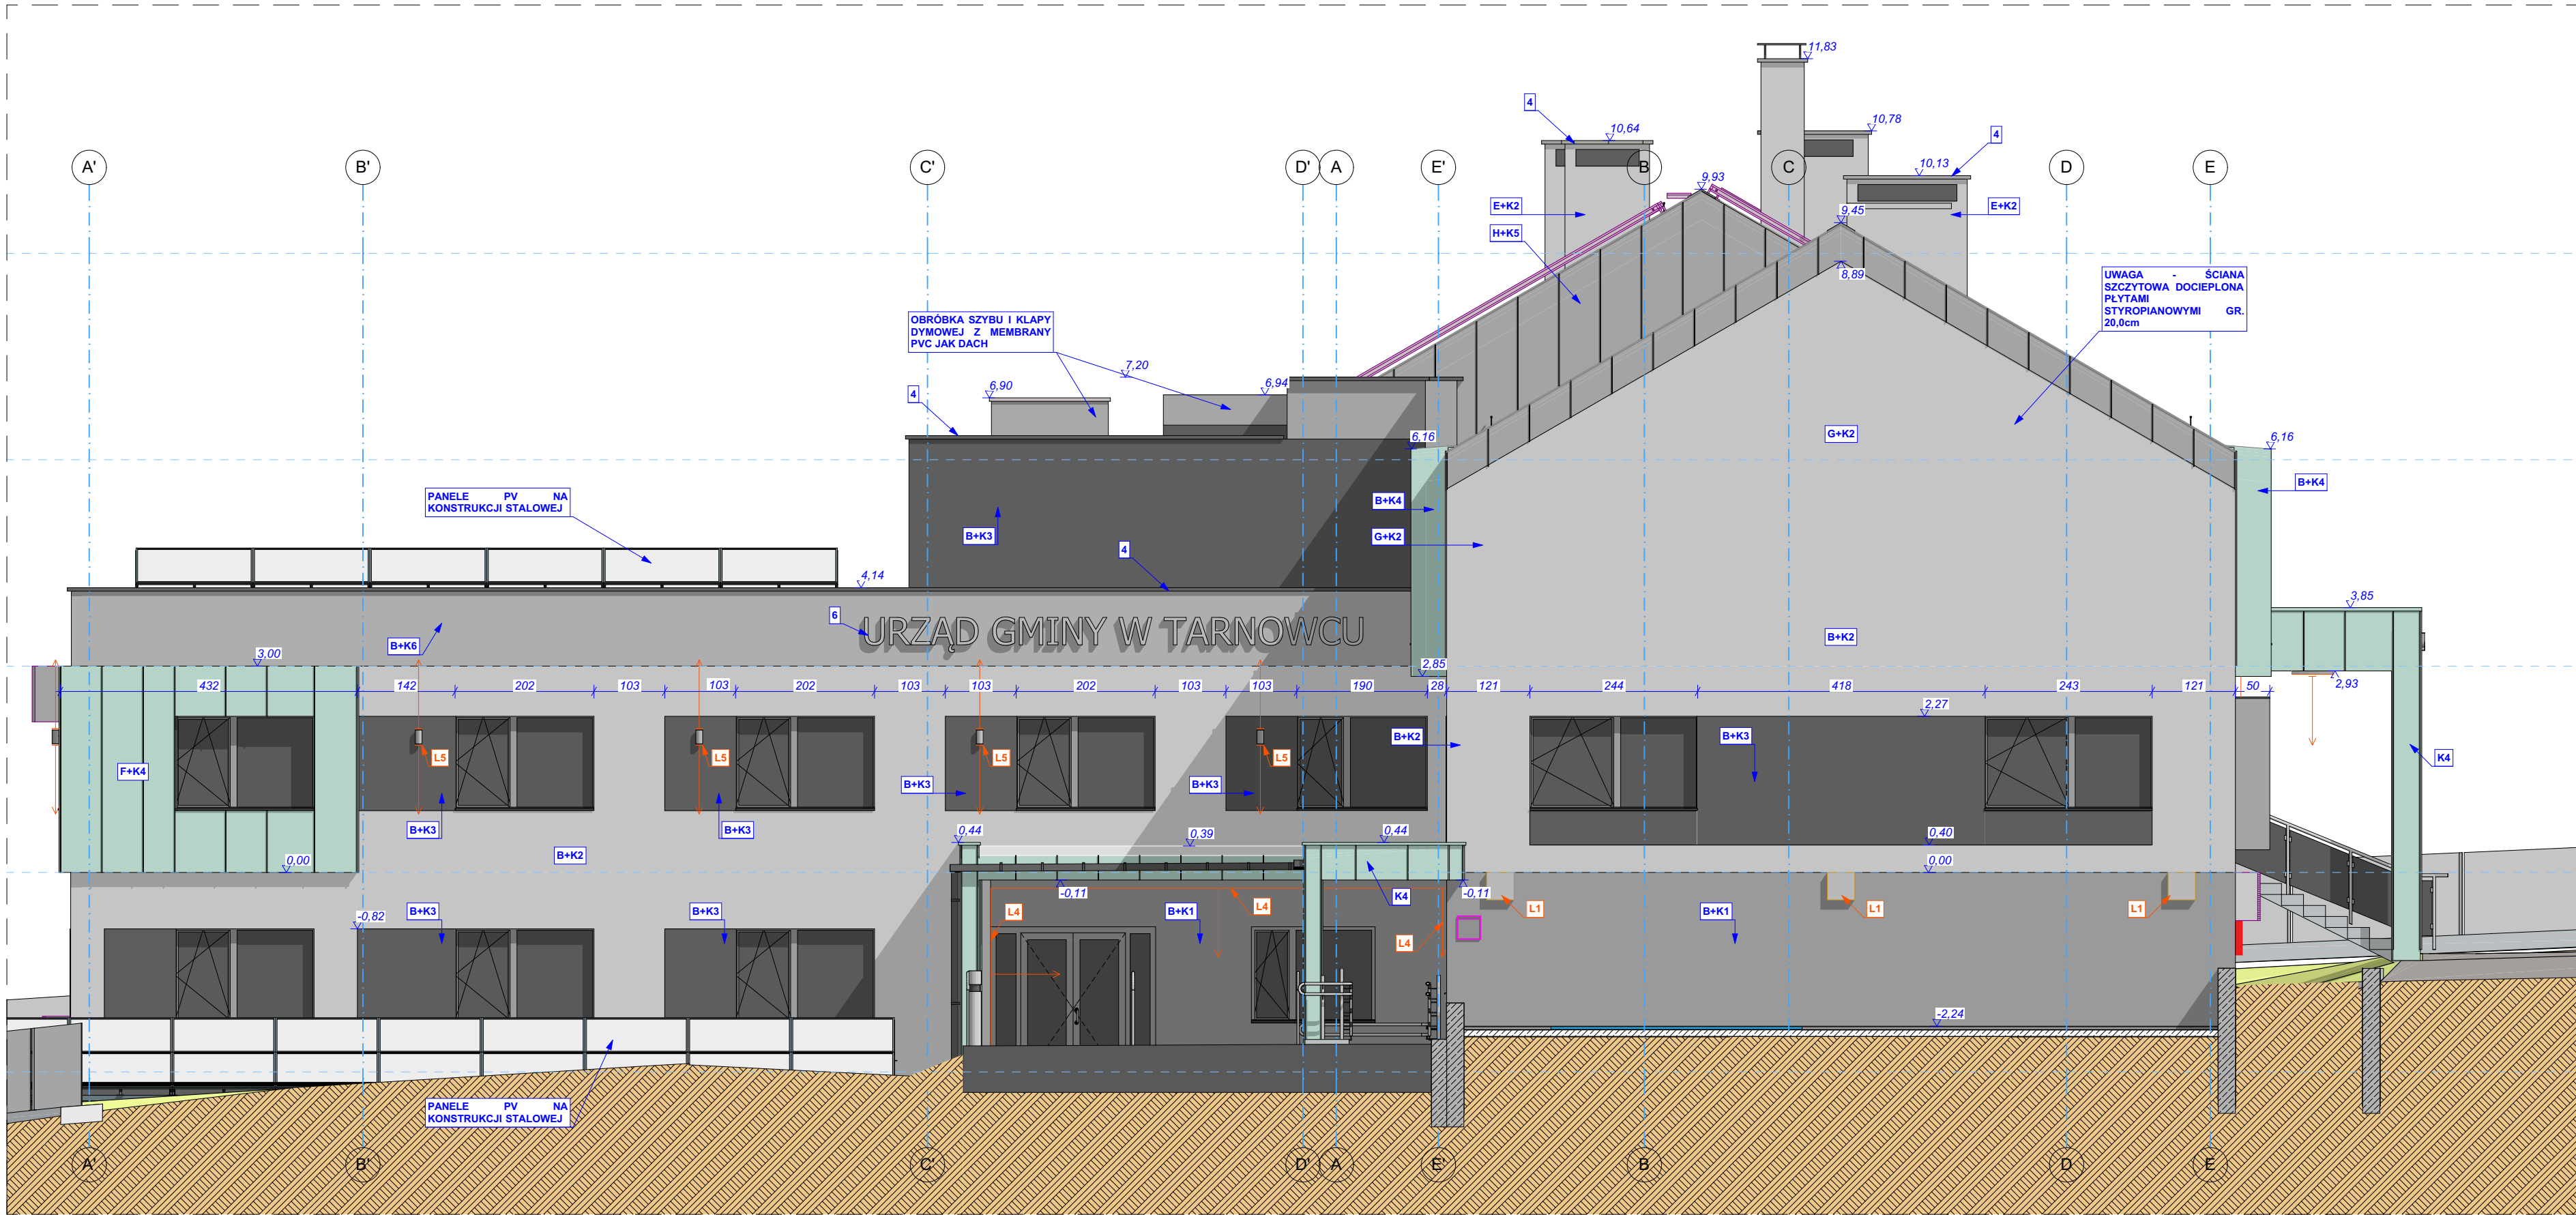 11,83
4
10,64
10,78
4
10,13
A'
B'
C'
D'
A
E'
B
C
D
E
9,93
E+K2
E+K2
9,45
H+K5
8,89
UWAGA - ŚCIANA
SZCZYTOWA DOCIEPLONA
PŁYTAMI
STYROPIANOWYMI GR.
20,0cm
OBRÓBKA SZYBU I KLAPY
DYMOWEJ Z MEMBRANY
PVC JAK DACH
7,20
6,90
6,94
4
6,16
G+K2
6,16
PANELE PV NA
KONSTRUKCJI STALOWEJ
B+K4
B+K4
B+K3
G+K2
4
4,14
3,85
6
URZĄD GMINY W TARNOWCU
B+K6
B+K2
3,00
2,85
2,93
432
142
202
103
103
202
103
103
202
103
103
190
28
121
244
418
243
121
50
2,27
B+K2
B+K3
L5
L5
L5
L5
K4
F+K4
B+K3
B+K3
B+K3
B+K3
0,44
0,39
0,44
0,40
B+K2
0,00
0,00
-0,11
-0,11
K4
-0,82
B+K3
B+K3
L4
B+K1
L4
L1
B+K1
L1
L1
L4
-2,24
PANELE PV NA
KONSTRUKCJI STALOWEJ
A'
B'
C'
D'
A
E'
B
D
E